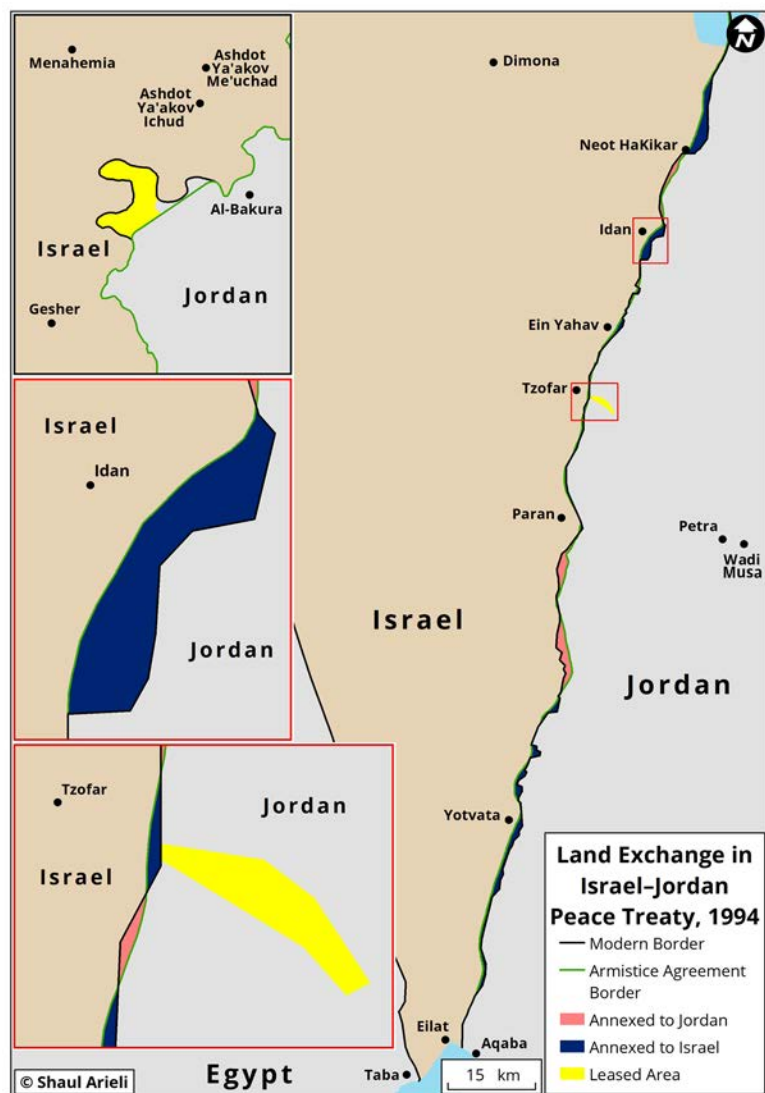 Menahemia
Ashdot
Ya'akov
Me'uchad
Ashdot
Ya'akov
Ichud
Al-Bakura
Israel
Jordan
Gesher
Israel
Idan
Jordan
Tzofar
Jordan
Israel
N
Dimona
Neot HaKikar
Idan
Ein Yahav
Tzofar
Paran
Petra
Wadi
Musa
Israel
Jordan
Yotvata
Eilat
Aqaba
Egypt
Taba
15 km
Land Exchange in
Israel–Jordan
Peace Treaty, 1994
Modern Border
Armistice Agreement
Border
Annexed to Jordan
Annexed to Israel
Leased Area
© Shaul Arieli